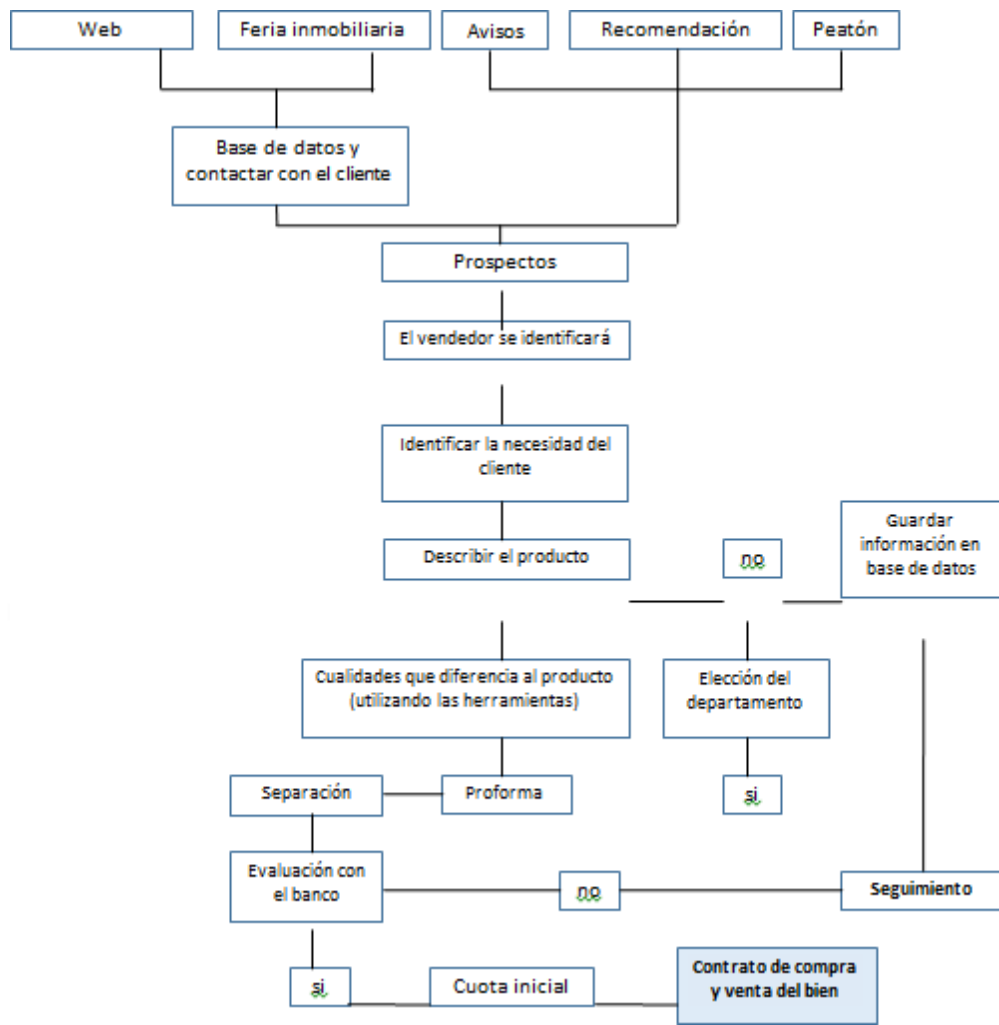 Web
Feria inmobiliaria
Avisos
Recomendación
Peatón
Base de datos y
contactar con el cliente
Prospectos
El vendedor se identificará
Identificar la necesidad del
cliente
Describir el producto
no
Guardar
información en
base de datos
Cualidades que diferencia al producto
(utilizando las herramientas)
Elección del
departamento
Separación
Proforma
si
Evaluación con
el banco
no
Seguimiento
si
Cuota inicial
Contrato de compra
y venta del bien